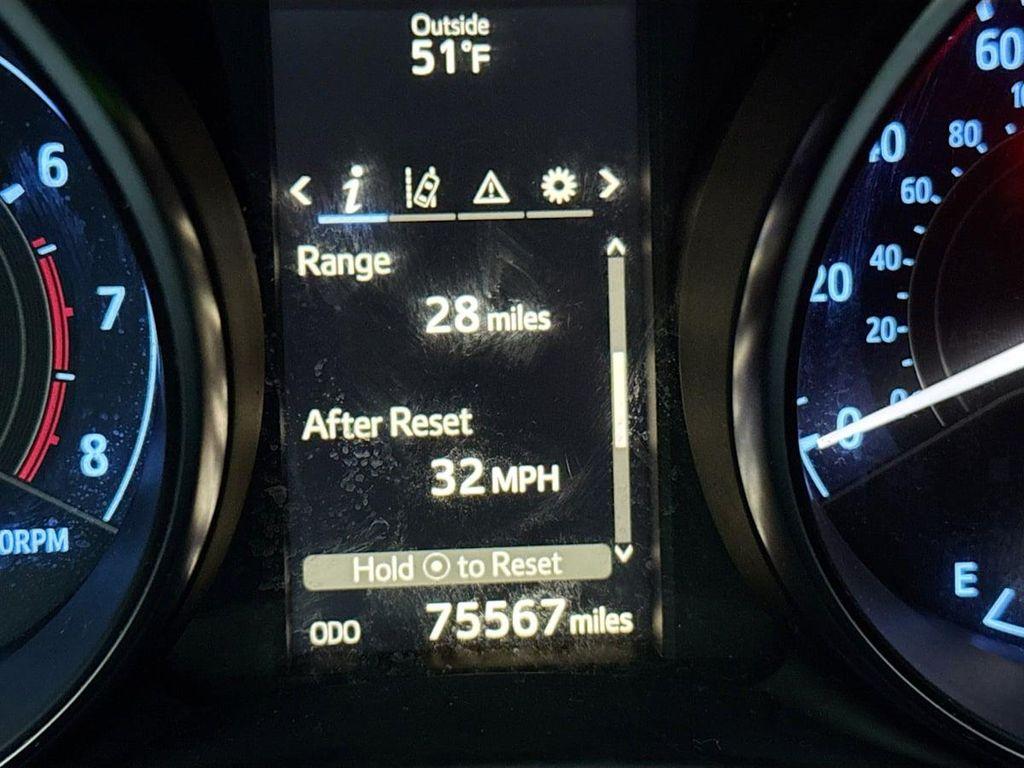 Outside
51°F
i
Range
28 miles
After Reset
32 MPH
Hold to Reset
ODO 75567 miles
6
7
8
0RPM
60
80
40
60
20
40
20
0
E